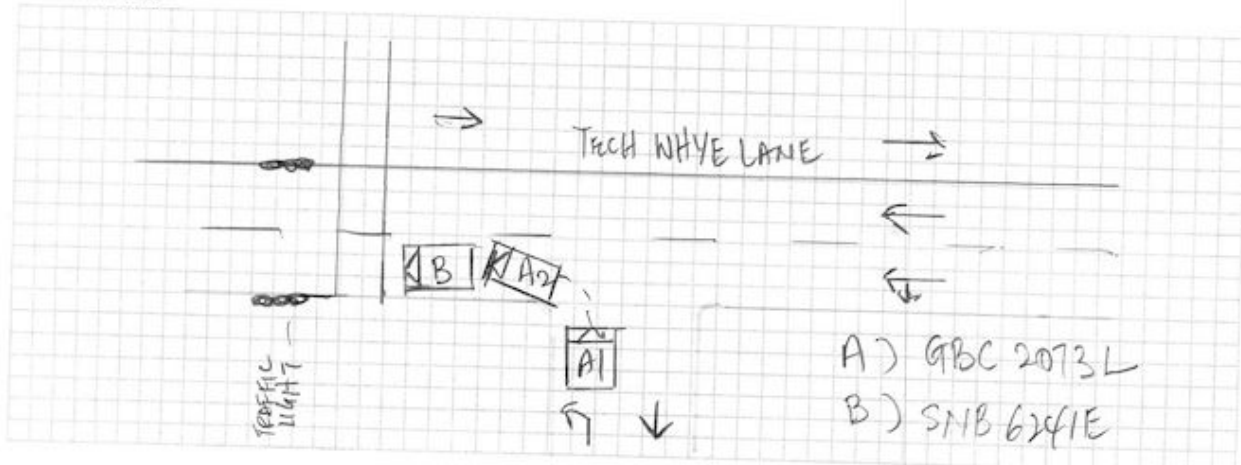 TECH WHYE LANE
B
A2
A1
TRAFFIC
LIGHT
A) GBC 2073L
B) SNB 6241E